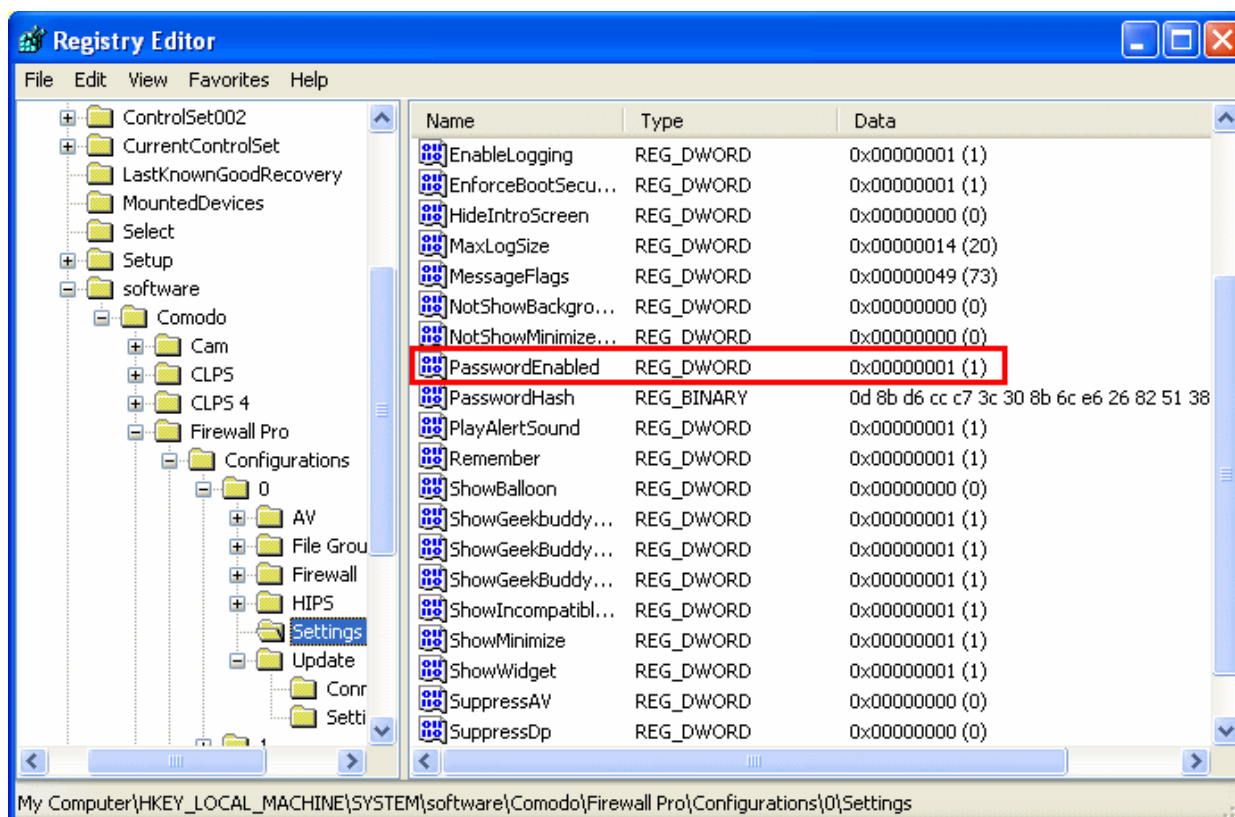 Registry Editor
File Edit View Favorites Help
ControlSet002
CurrentControlSet
LastKnownGoodRecovery
MountedDevices
Select
Setup
software
Comodo
Cam
CLPS
CLPS 4
Firewall Pro
Configurations
0
AV
File Grou
Firewall
HIPS
Settings
Update
Conr
Setti
1
Name Type Data
EnableLogging REG_DWORD 0x00000001 (1)
EnforceBootSecu... REG_DWORD 0x00000001 (1)
HideIntroScreen REG_DWORD 0x00000000 (0)
MaxLogSize REG_DWORD 0x00000014 (20)
MessageFlags REG_DWORD 0x00000049 (73)
NotShowBackgro... REG_DWORD 0x00000000 (0)
NotShowMinimize... REG_DWORD 0x00000000 (0)
PasswordEnabled REG_DWORD 0x00000001 (1)
PasswordHash REG_BINARY 0d 8b d6 cc c7 3c 30 8b 6c e6 26 82 51 38
PlayAlertSound REG_DWORD 0x00000001 (1)
Remember REG_DWORD 0x00000001 (1)
ShowBalloon REG_DWORD 0x00000000 (0)
ShowGeekbuddy... REG_DWORD 0x00000001 (1)
ShowGeekBuddy... REG_DWORD 0x00000001 (1)
ShowGeekBuddy... REG_DWORD 0x00000001 (1)
ShowIncompatibl... REG_DWORD 0x00000001 (1)
ShowMinimize REG_DWORD 0x00000001 (1)
ShowWidget REG_DWORD 0x00000001 (1)
SuppressAV REG_DWORD 0x00000000 (0)
SuppressDp REG_DWORD 0x00000000 (0)
My Computer\HKEY_LOCAL_MACHINE\SYSTEM\software\Comodo\Firewall Pro\Configurations\0\Settings